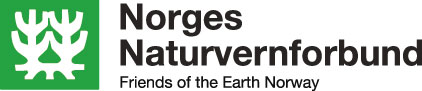 Norges
Naturvernforbund
Friends of the Earth Norway